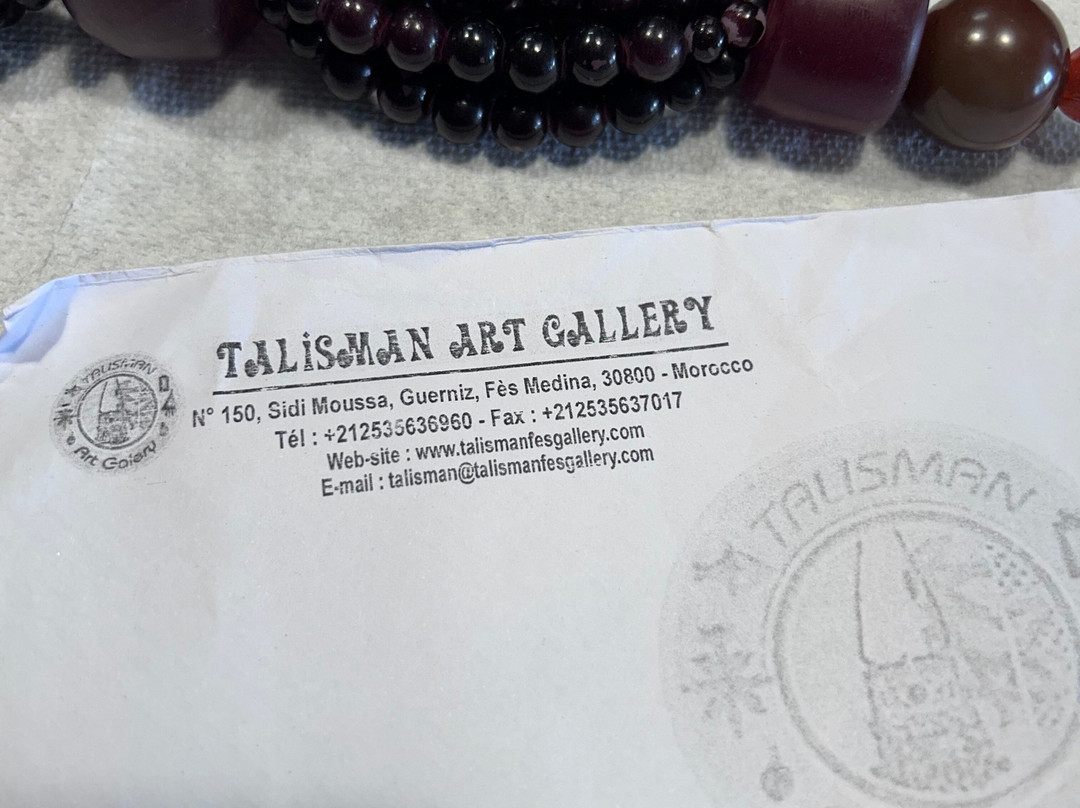 TALiSMAN ART GALLERY
N° 150, Sidi Moussa, Guerniz, Fès Medina, 30800 - Morocco
Tél : +212535636960 - Fax : +212535637017
Web-site : www.talismanfesgallery.com
E-mail : talisman@talismanfesgallery.com
TALISMAN
Art Galery
TALISMAN